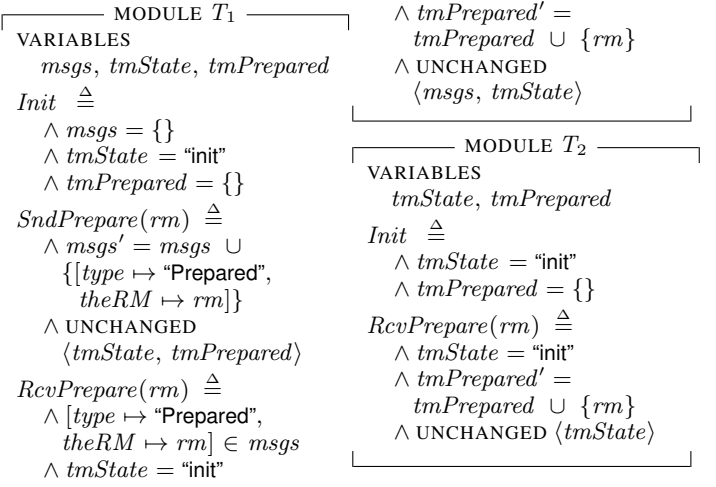 MODULE T₁
VARIABLES
msgs, tmState, tmPrepared
Init ≜
∧ msgs = {}
∧ tmState = “init”
∧ tmPrepared = {}
SndPrepare(rm) ≜
∧ msgs′ = msgs ∪
{[type ↦ “Prepared”,
theRM ↦ rm]}
∧ UNCHANGED
⟨tmState, tmPrepared⟩
RcvPrepare(rm) ≜
∧ [type ↦ “Prepared”,
theRM ↦ rm] ∈ msgs
∧ tmState = “init”
∧ tmPrepared′ =
tmPrepared ∪ {rm}
∧ UNCHANGED
⟨msgs, tmState⟩
MODULE T₂
VARIABLES
tmState, tmPrepared
Init ≜
∧ tmState = “init”
∧ tmPrepared = {}
RcvPrepare(rm) ≜
∧ tmState = “init”
∧ tmPrepared′ =
tmPrepared ∪ {rm}
∧ UNCHANGED ⟨tmState⟩